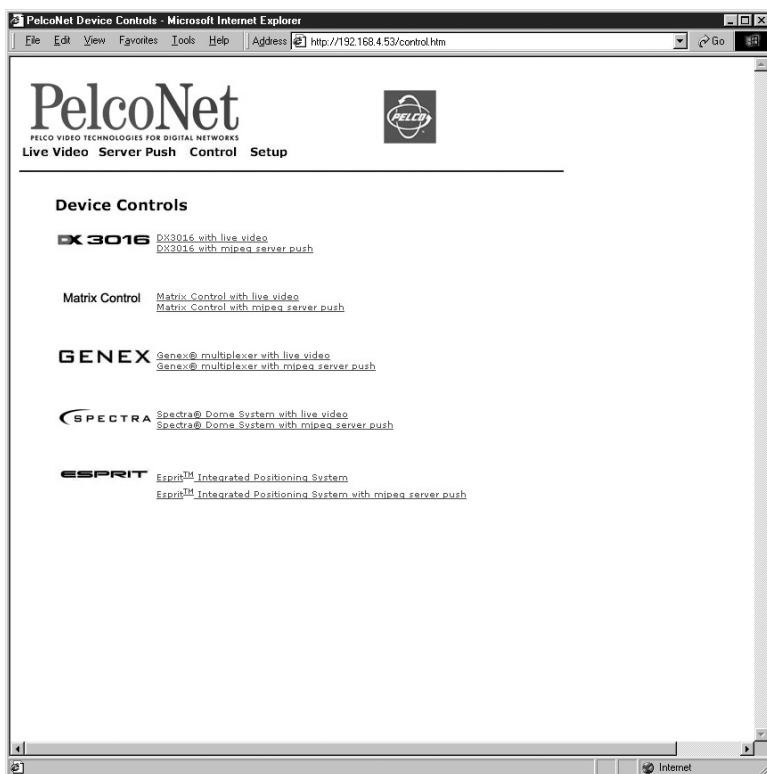 PelcoNet Device Controls - Microsoft Internet Explorer
File Edit View Favorites Tools Help Address http://192.168.4.53/control.htm Go
PelcoNet
PELCO VIDEO TECHNOLOGIES FOR DIGITAL NETWORKS
PELCO
Live Video Server Push Control Setup
Device Controls
DX3016 DX3016 with live video
DX3016 with mjpeg server push
Matrix Control Matrix Control with live video
Matrix Control with mjpeg server push
GENEX Genex® multiplexer with live video
Genex® multiplexer with mjpeg server push
SPECTRA Spectra® Dome System with live video
Spectra® Dome System with mjpeg server push
ESPRIT Esprit™ Integrated Positioning System
Esprit™ Integrated Positioning System with mjpeg server push
Internet